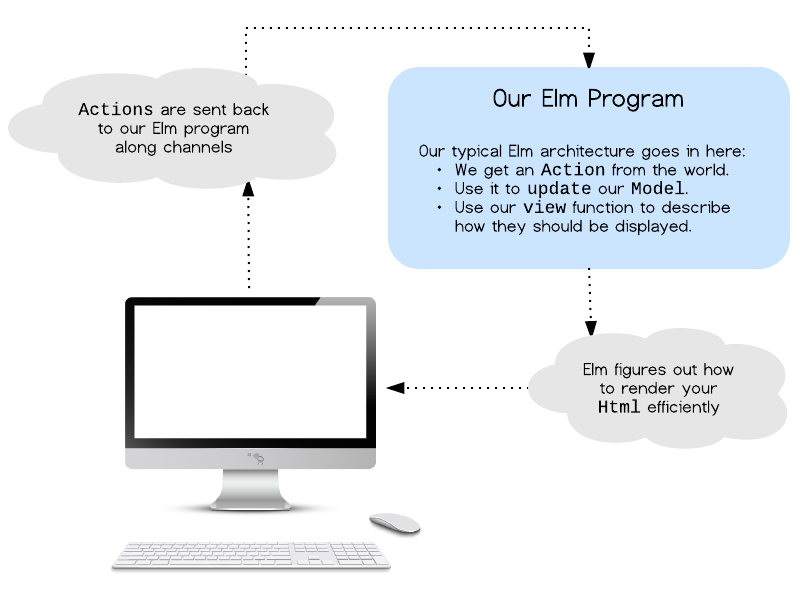 Actions are sent back
to our Elm program
along channels
Our Elm Program
Our typical Elm architecture goes in here:
• We get an Action from the world.
• Use it to update our Model.
• Use our view function to describe
how they should be displayed.
Elm figures out how
to render your
Html efficiently